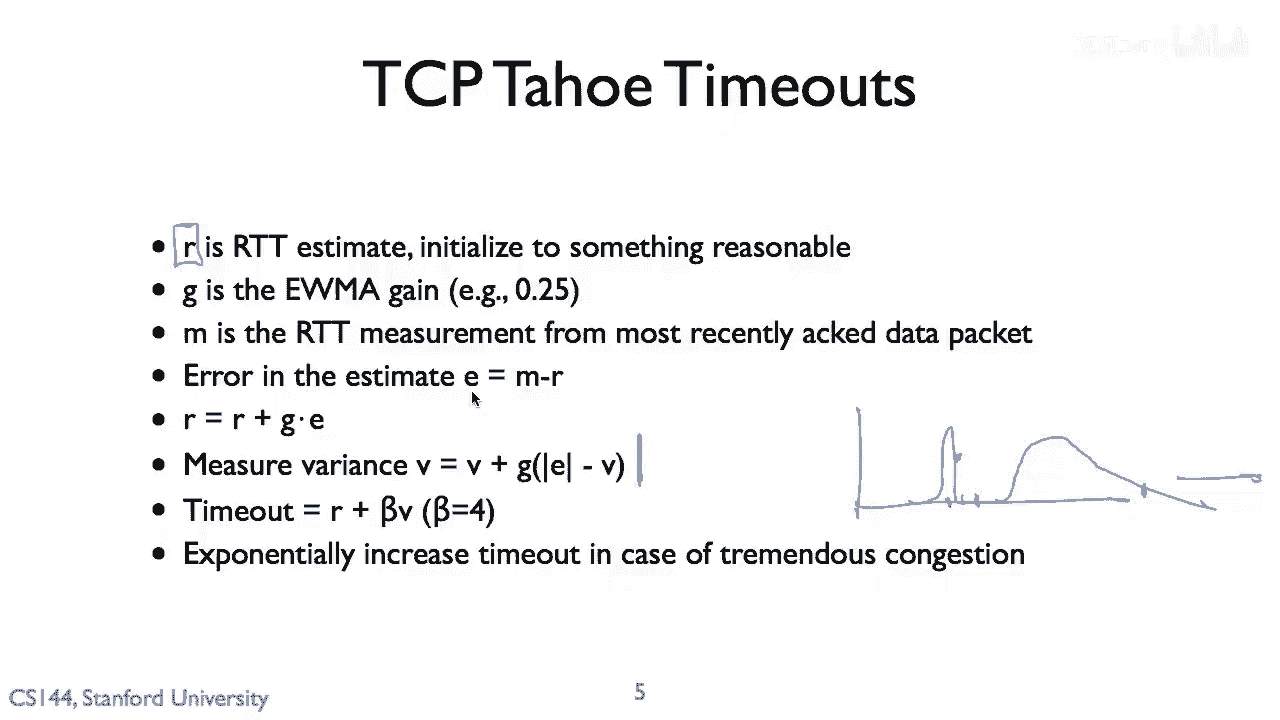 TCP Tahoe Timeouts
• r is RTT estimate, initialize to something reasonable
• g is the EWMA gain (e.g., 0.25)
• m is the RTT measurement from most recently acked data packet
• Error in the estimate e = m-r
• r = r + g·e
• Measure variance v = v + g(|e| - v)
• Timeout = r + βv (β=4)
• Exponentially increase timeout in case of tremendous congestion
CS144, Stanford University
5